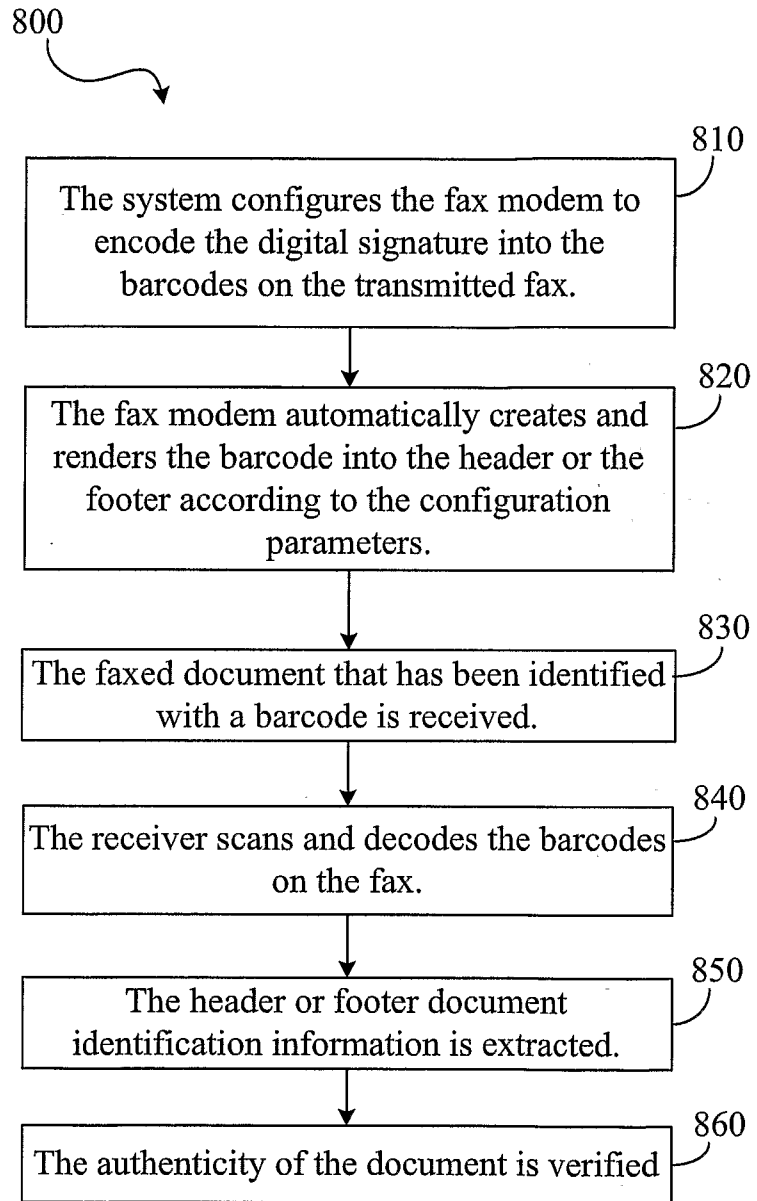 800
810
The system configures the fax modem to
encode the digital signature into the
barcodes on the transmitted fax.
820
The fax modem automatically creates and
renders the barcode into the header or the
footer according to the configuration
parameters.
830
The faxed document that has been identified
with a barcode is received.
840
The receiver scans and decodes the barcodes
on the fax.
850
The header or footer document
identification information is extracted.
860
The authenticity of the document is verified